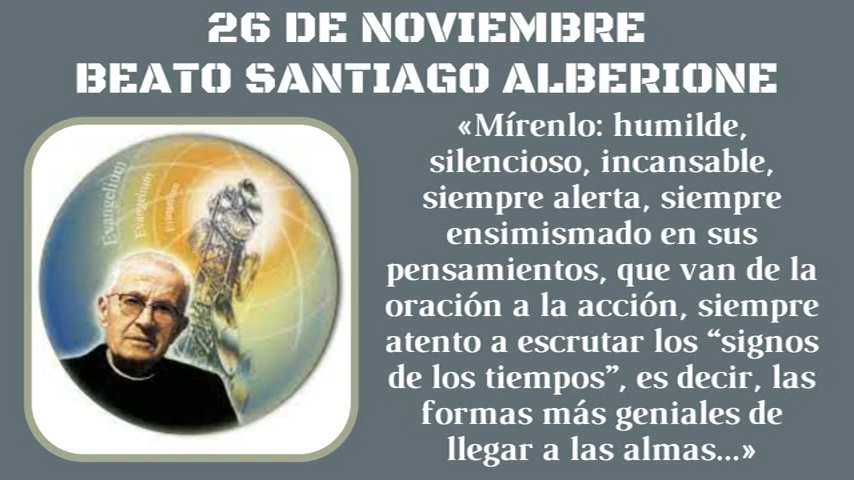 26 DE NOVIEMBRE
BEATO SANTIAGO ALBERIONE
«Mírenlo: humilde,
silencioso, incansable,
siempre alerta, siempre
ensimismado en sus
pensamientos, que van de la
oración a la acción, siempre
atento a escrutar los “signos
de los tiempos”, es decir, las
formas más geniales de
llegar a las almas...»
Evangelium
Evangelium